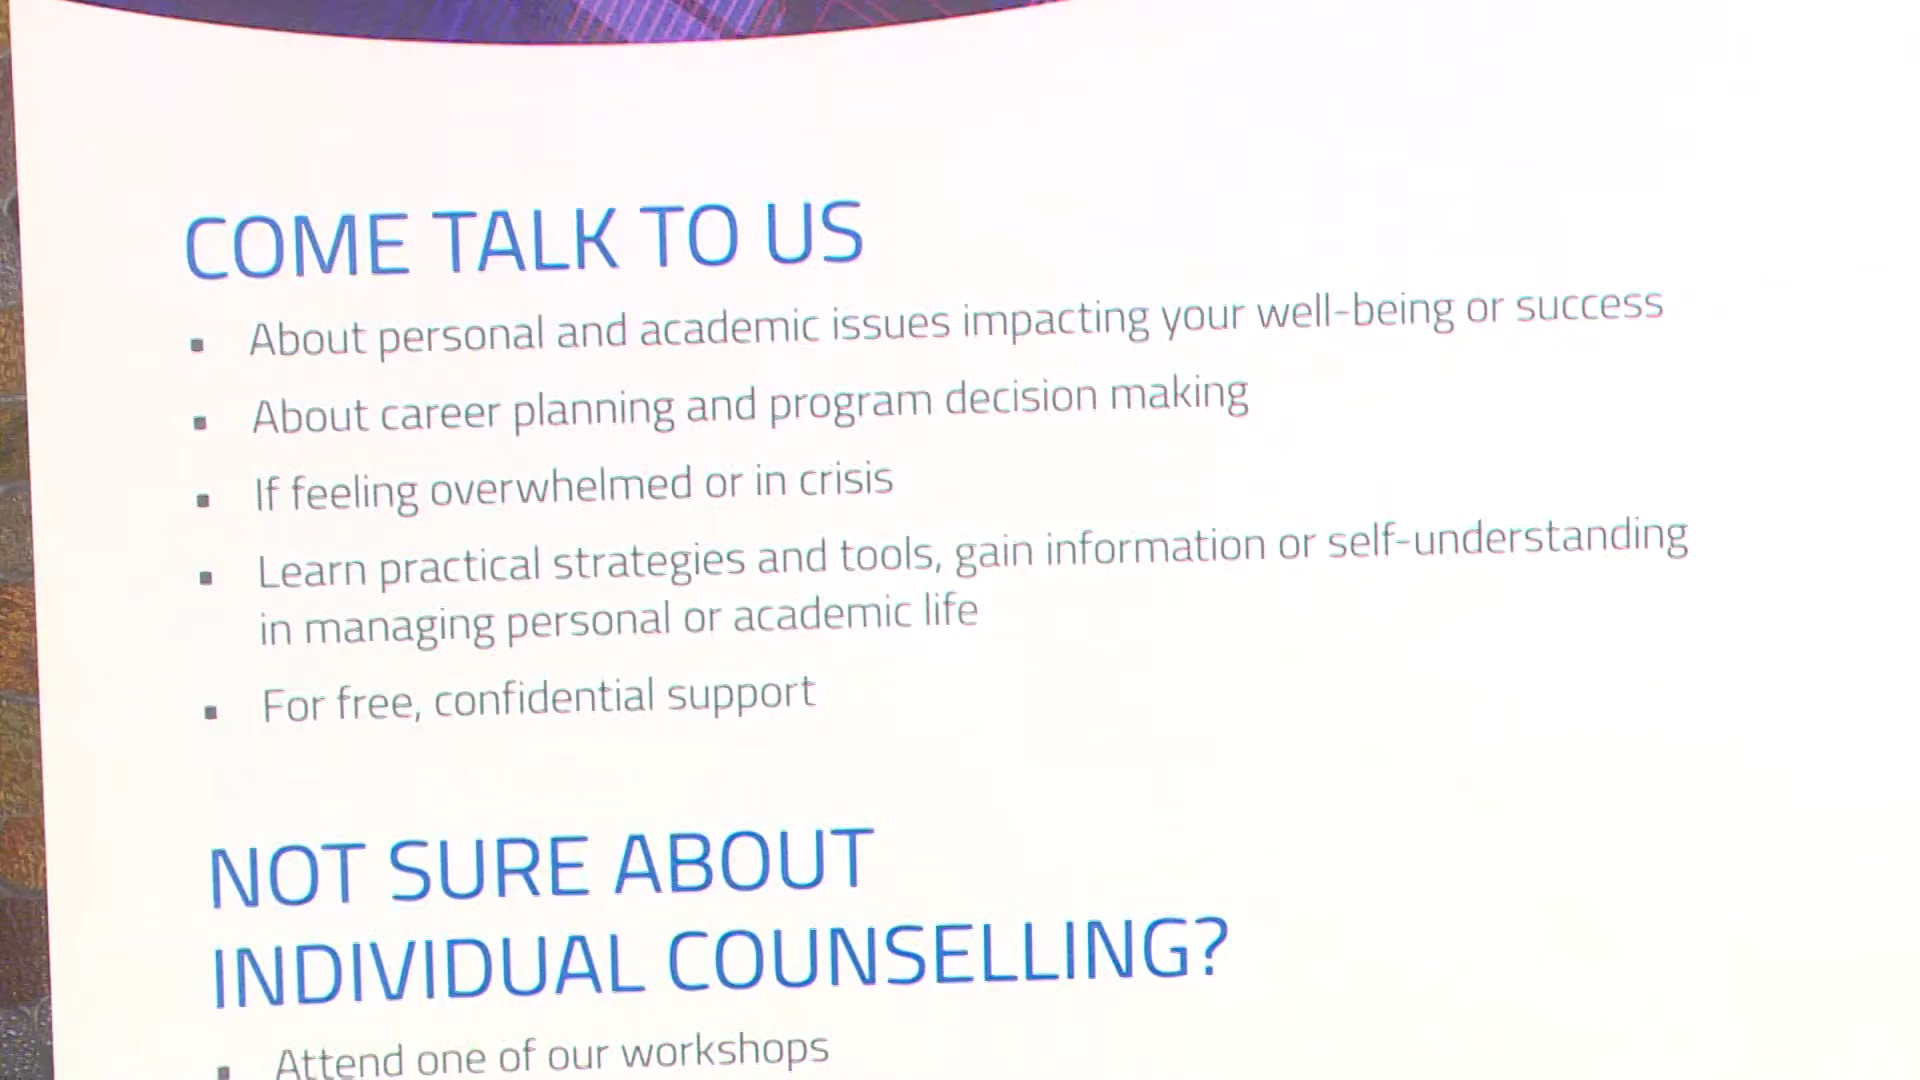 COME TALK TO US
▪ About personal and academic issues impacting your well-being or success
▪ About career planning and program decision making
▪ If feeling overwhelmed or in crisis
▪ Learn practical strategies and tools, gain information or self-understanding
in managing personal or academic life
▪ For free, confidential support
NOT SURE ABOUT
INDIVIDUAL COUNSELLING?
▪ Attend one of our workshops